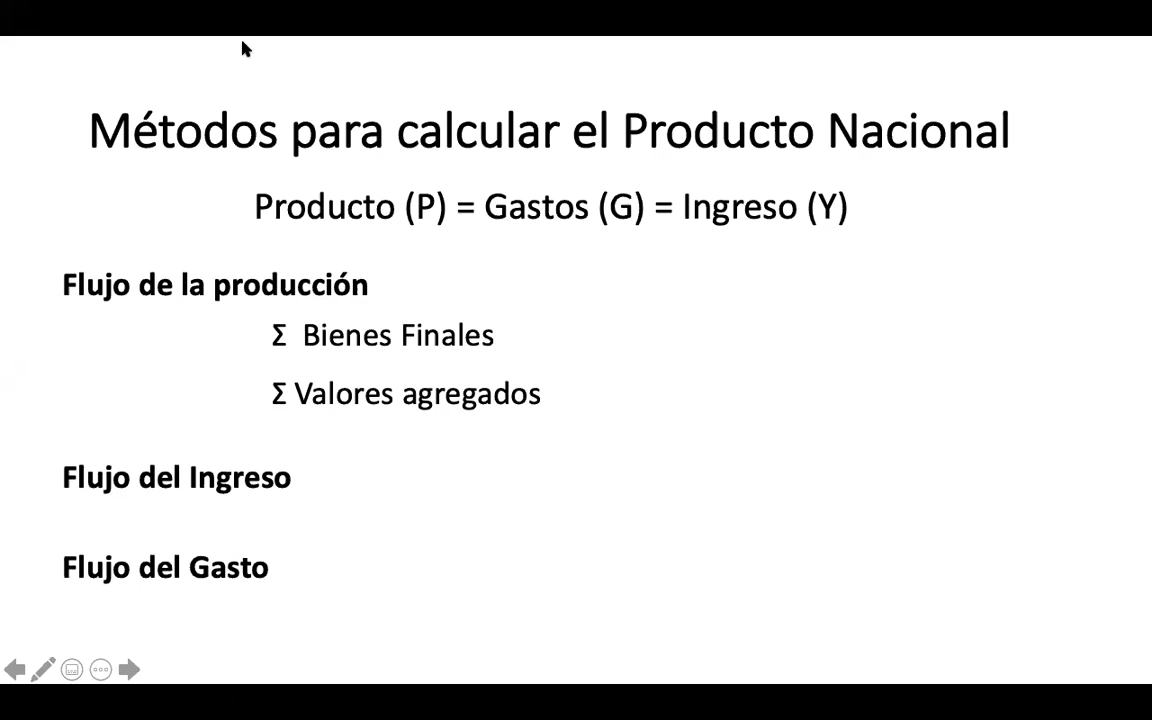 Métodos para calcular el Producto Nacional
Producto (P) = Gastos (G) = Ingreso (Y)
Flujo de la producción
Σ Bienes Finales
Σ Valores agregados
Flujo del Ingreso
Flujo del Gasto